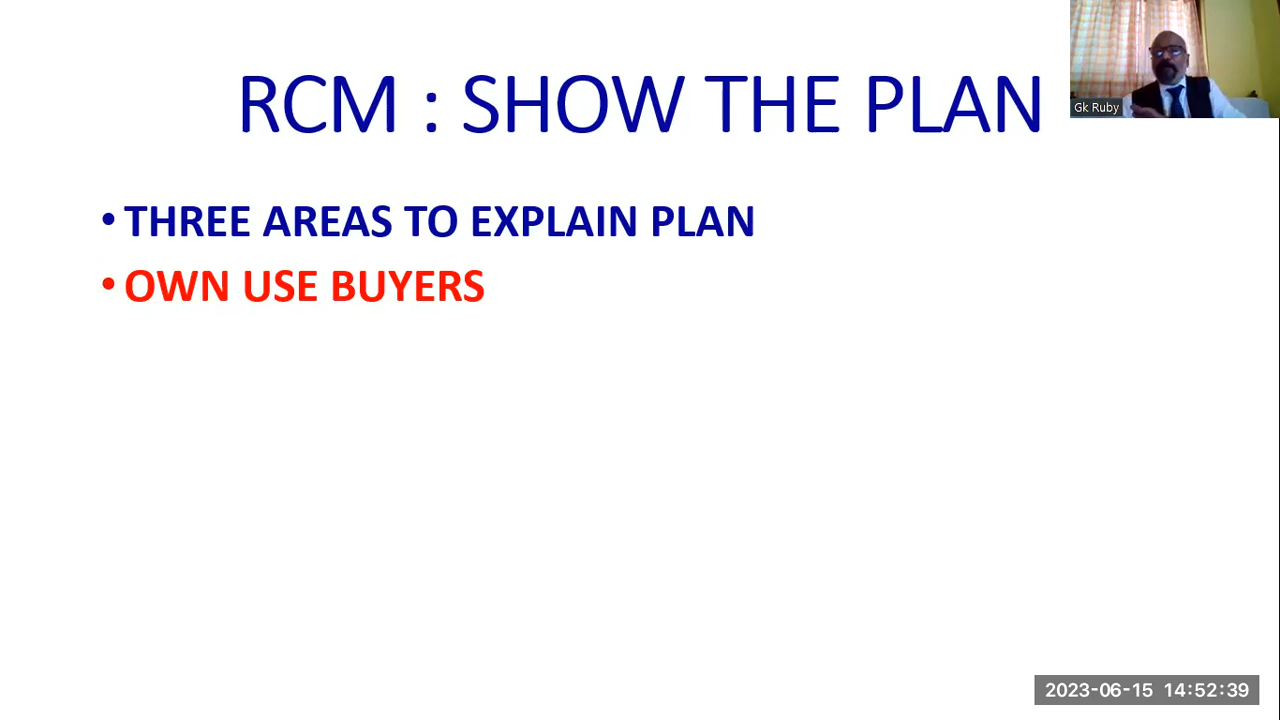 RCM : SHOW THE PLAN
Gk Ruby
• THREE AREAS TO EXPLAIN PLAN
• OWN USE BUYERS
2023-06-15 14:52:39